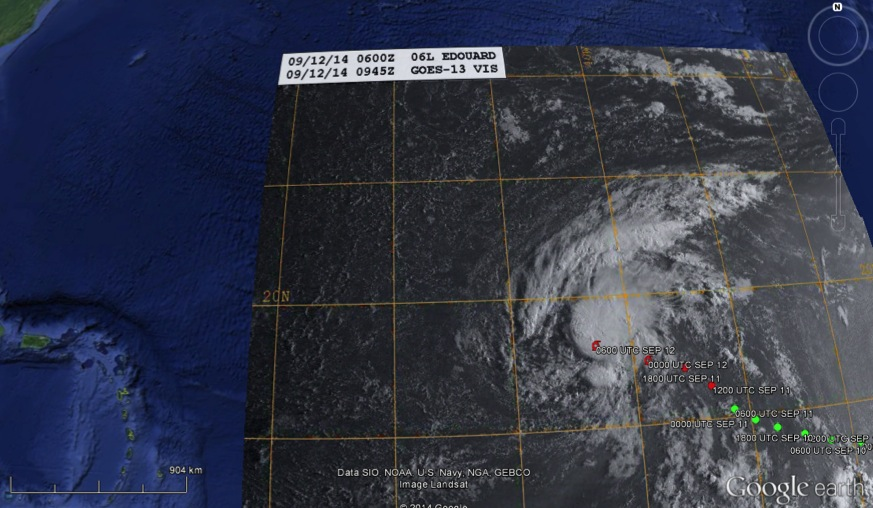 N
09/12/14 0600Z 06L EDOUARD
09/12/14 0945Z GOES-13 VIS
20N
0600 UTC SEP 12
0000 UTC SEP 12
1800 UTC SEP 11
1200 UTC SEP 11
0600 UTC SEP 11
0000 UTC SEP 11
1800 UTC SEP
UTC SEP
0600 UTC SEP 10
904 km
Data SIO, NOAA, U.S. Navy, NGA, GEBCO
Image Landsat
© 2014 Google
Google earth